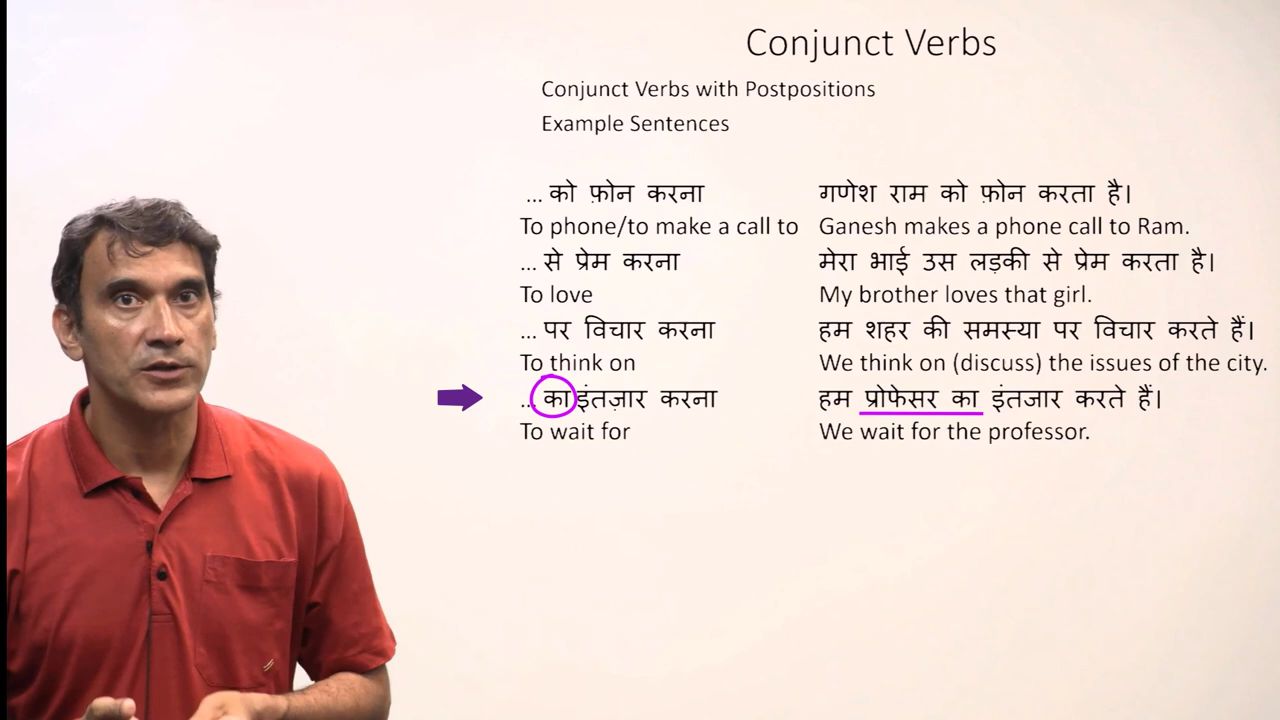 Conjunct Verbs
Conjunct Verbs with Postpositions
Example Sentences
... को फ़ोन करना गणेश राम को फ़ोन करता है।
To phone/to make a call to Ganesh makes a phone call to Ram.
... से प्रेम करना मेरा भाई उस लड़की से प्रेम करता है।
To love My brother loves that girl.
... पर विचार करना हम शहर की समस्या पर विचार करते हैं।
To think on We think on (discuss) the issues of the city.
... का इंतज़ार करना हम प्रोफेसर का इंतजार करते हैं।
To wait for We wait for the professor.